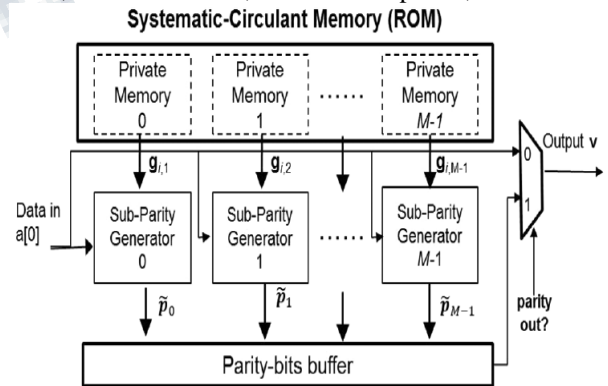 Systematic-Circulant Memory (ROM)
Private Memory 0
Private Memory 1
......
Private Memory M-1
g_{i,1}
g_{i,2}
g_{i,M-1}
0
Output v
Data in a[0]
Sub-Parity Generator 0
Sub-Parity Generator 1
......
Sub-Parity Generator M-1
1
p̃_0
p̃_1
p̃_{M−1}
parity out?
Parity-bits buffer